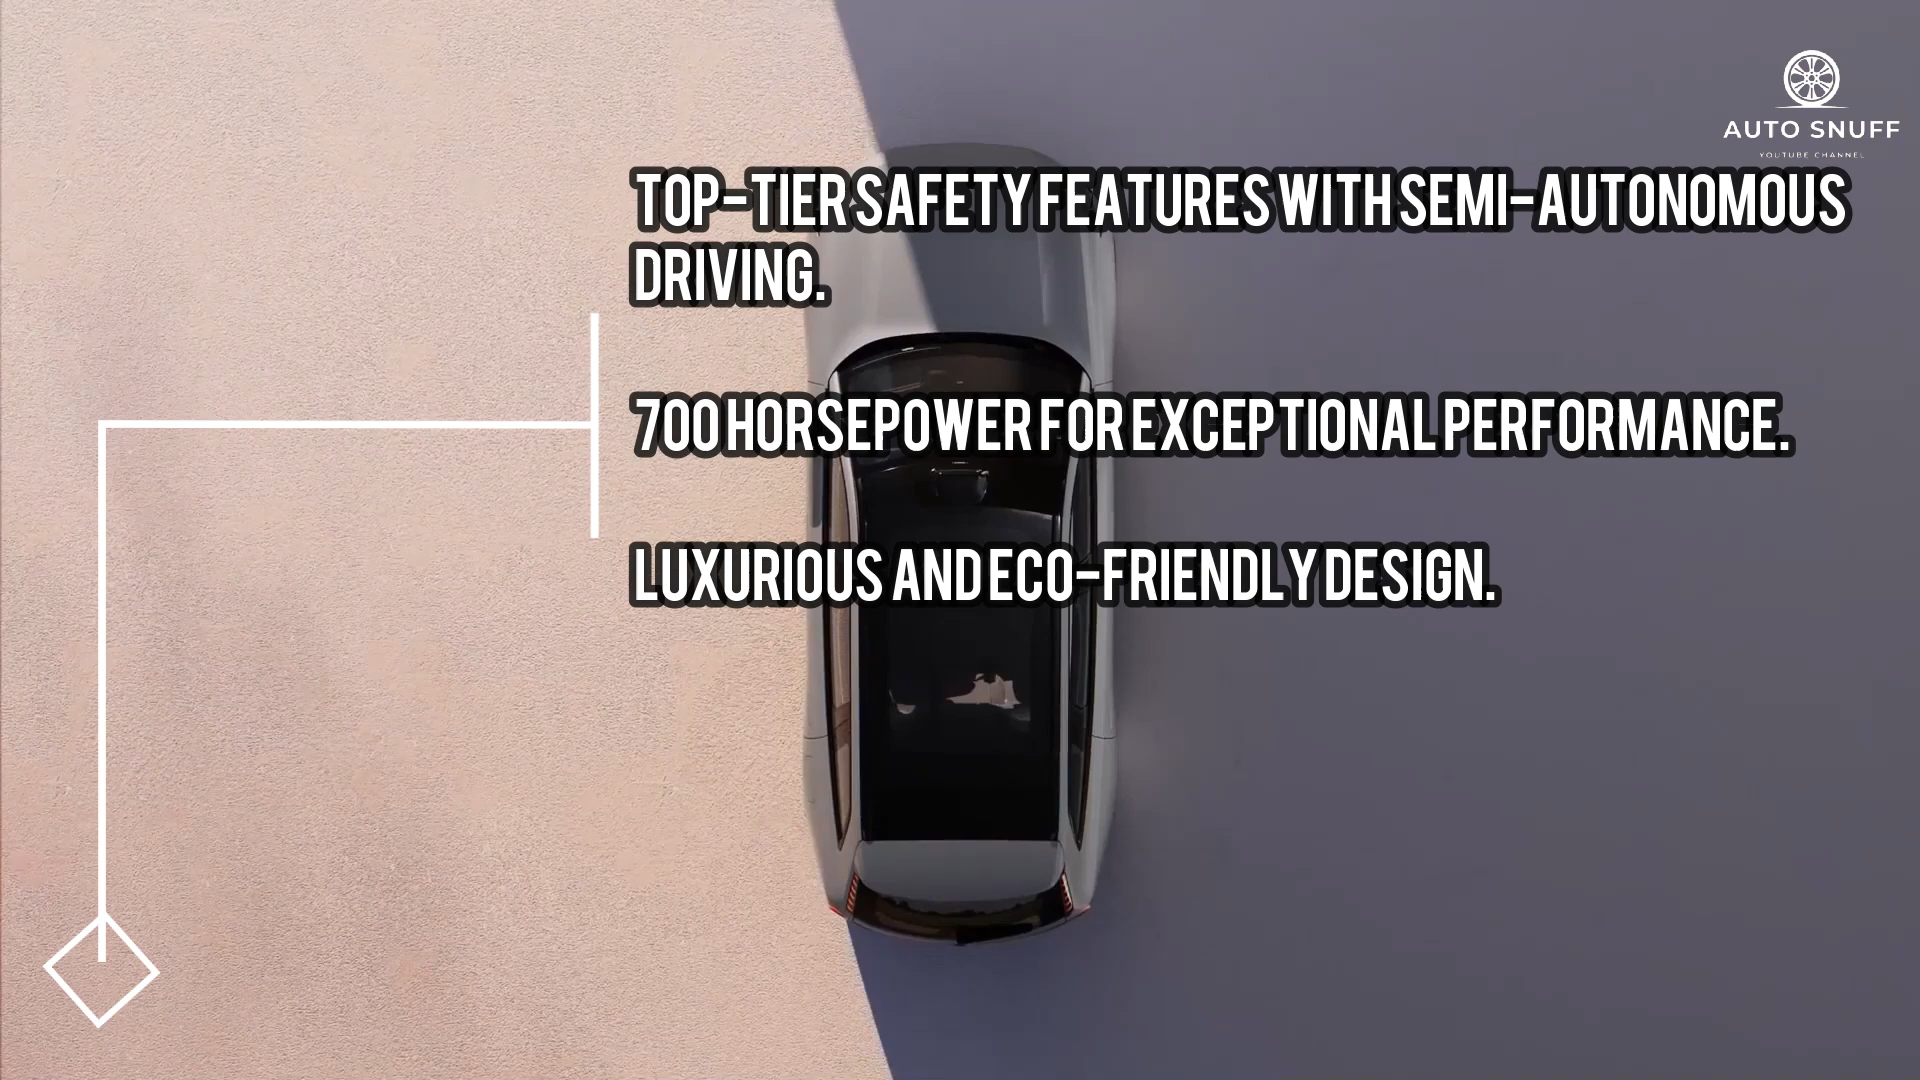 AUTO SNUFF
YOUTUBE CHANNEL
TOP-TIER SAFETY FEATURES WITH SEMI-AUTONOMOUS
DRIVING.
700 HORSEPOWER FOR EXCEPTIONAL PERFORMANCE.
LUXURIOUS AND ECO-FRIENDLY DESIGN.